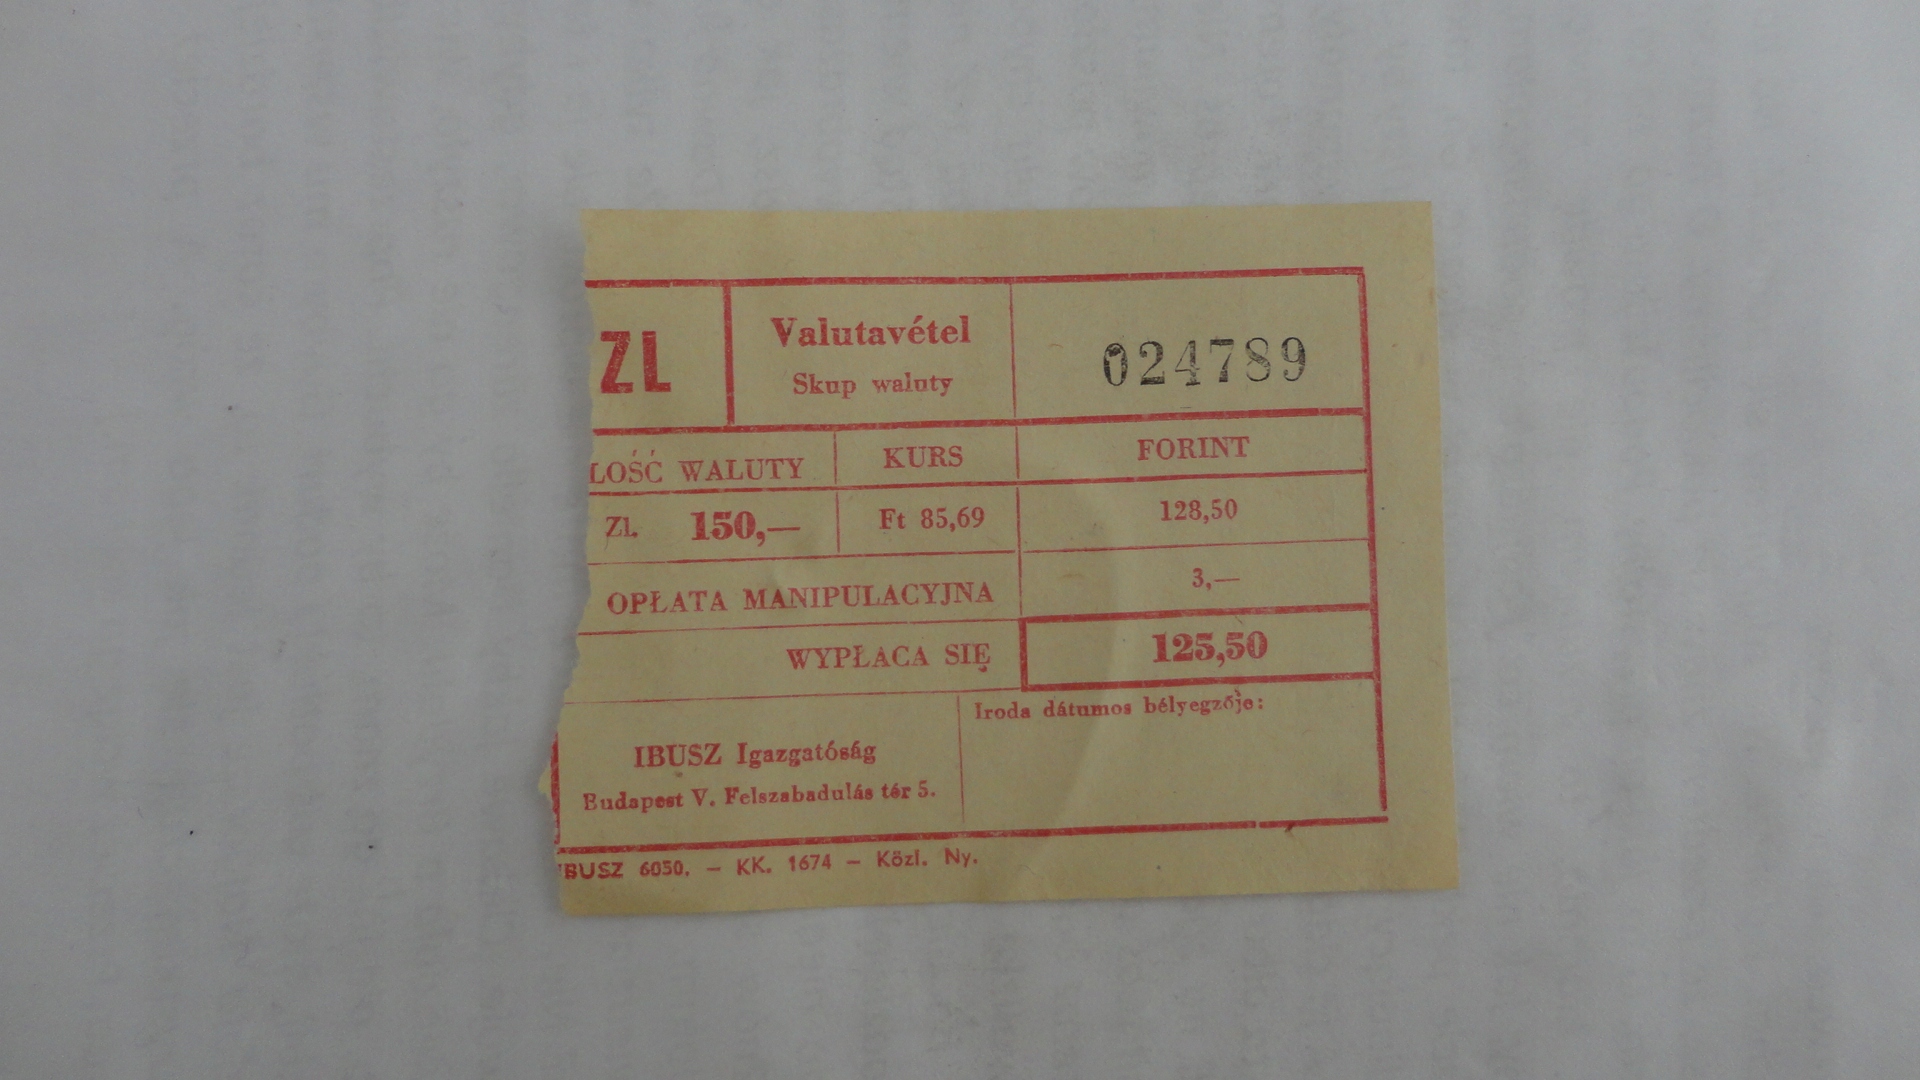 ZL
Valutavétel
Skup waluty
024789
LOŚĆ WALUTY
KURS
FORINT
Zł. 150,—
Ft 85,69
128,50
OPŁATA MANIPULACYJNA
3,—
WYPŁACA SIĘ
125,50
IBUSZ Igazgatóság
Budapest V. Felszabadulás tér 5.
Iroda dátumos bélyegzője:
IBUSZ 6050. — KK. 1674 — Közl. Ny.